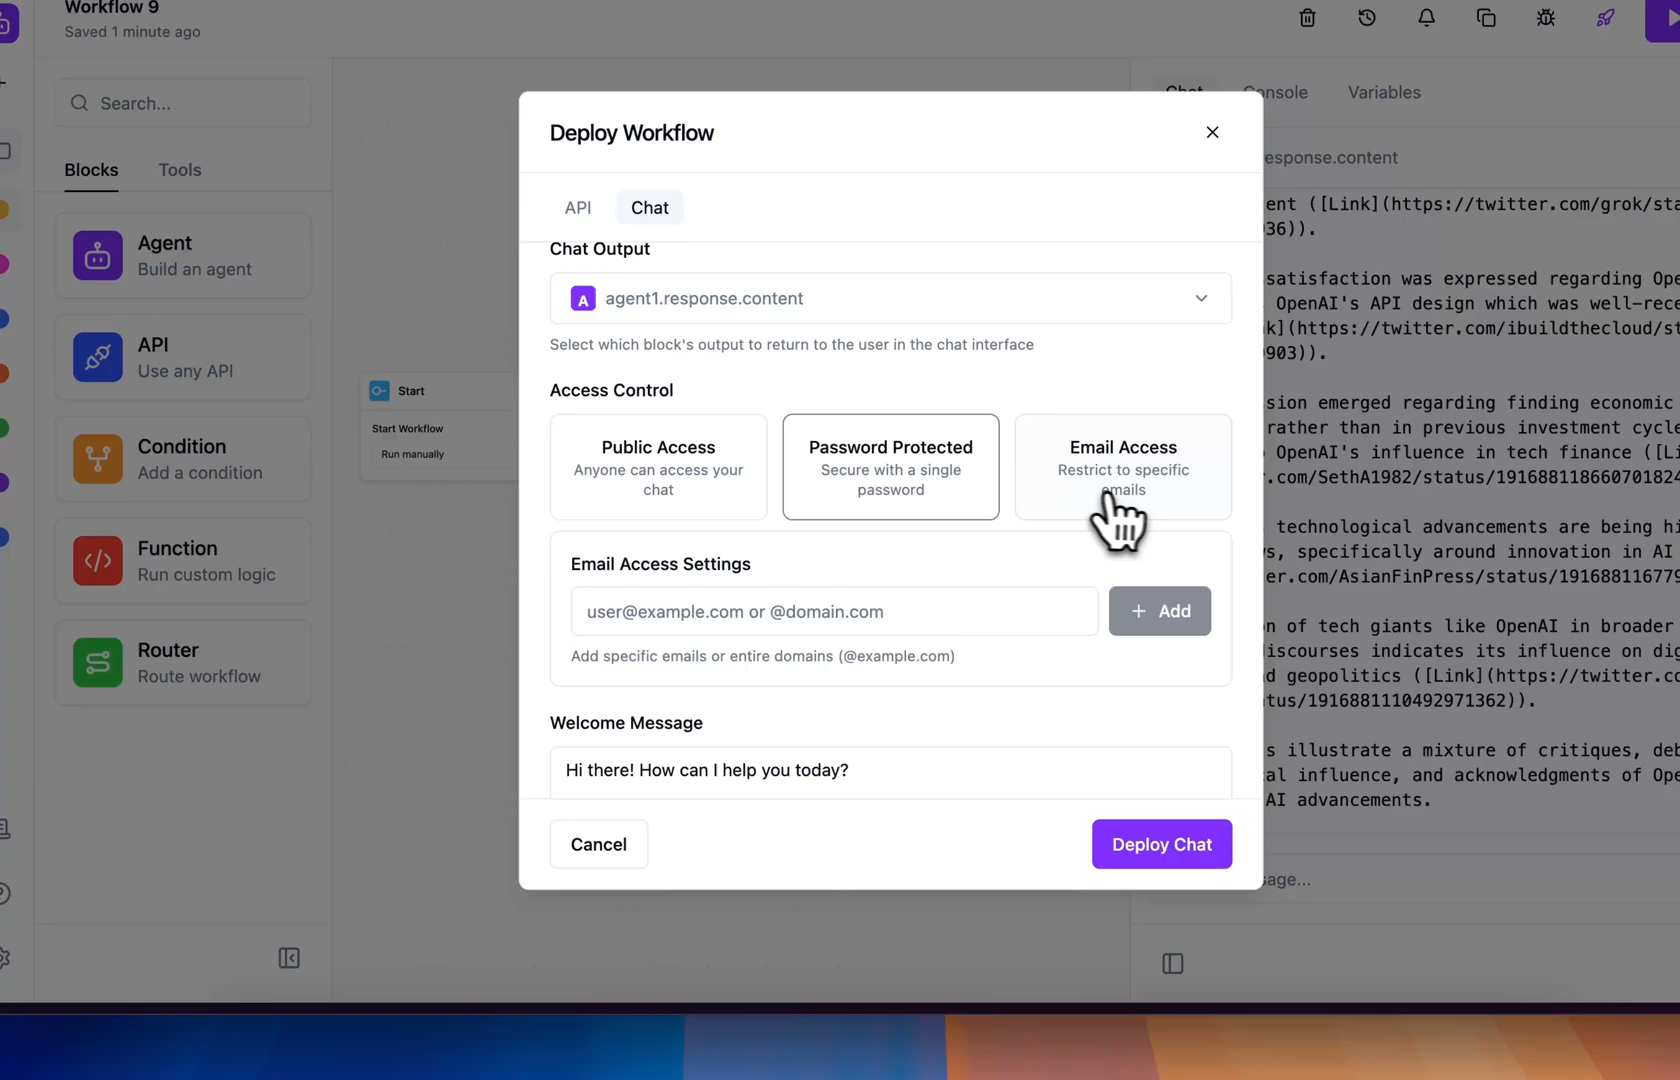 Workflow 9
Saved 1 minute ago
Search...
Blocks
Tools
Agent
Build an agent
API
Use any API
Condition
Add a condition
Function
Run custom logic
Router
Route workflow
Start
Start Workflow
Run manually
Deploy Workflow
API
Chat
Chat Output
A
agent1.response.content
Select which block's output to return to the user in the chat interface
Access Control
Public Access
Anyone can access your
chat
Password Protected
Secure with a single
password
Email Access
Restrict to specific
emails
Email Access Settings
user@example.com or @domain.com
+ Add
Add specific emails or entire domains (@example.com)
Welcome Message
Hi there! How can I help you today?
Cancel
Deploy Chat
Chat
Console
Variables
esponse.content
ent ([Link](https://twitter.com/grok/sta
36)).
satisfaction was expressed regarding Ope
OpenAI's API design which was well-rece
k](https://twitter.com/ibuildthecloud/st
903)).
sion emerged regarding finding economic
rather than in previous investment cycle
OpenAI's influence in tech finance ([Li
.com/SethA1982/status/191688118660701824
technological advancements are being hi
s, specifically around innovation in AI
er.com/AsianFinPress/status/191688116779
n of tech giants like OpenAI in broader
iscourses indicates its influence on dig
d geopolitics ([Link](https://twitter.co
tus/1916881110492971362)).
s illustrate a mixture of critiques, deb
al influence, and acknowledgments of Ope
AI advancements.
sage...